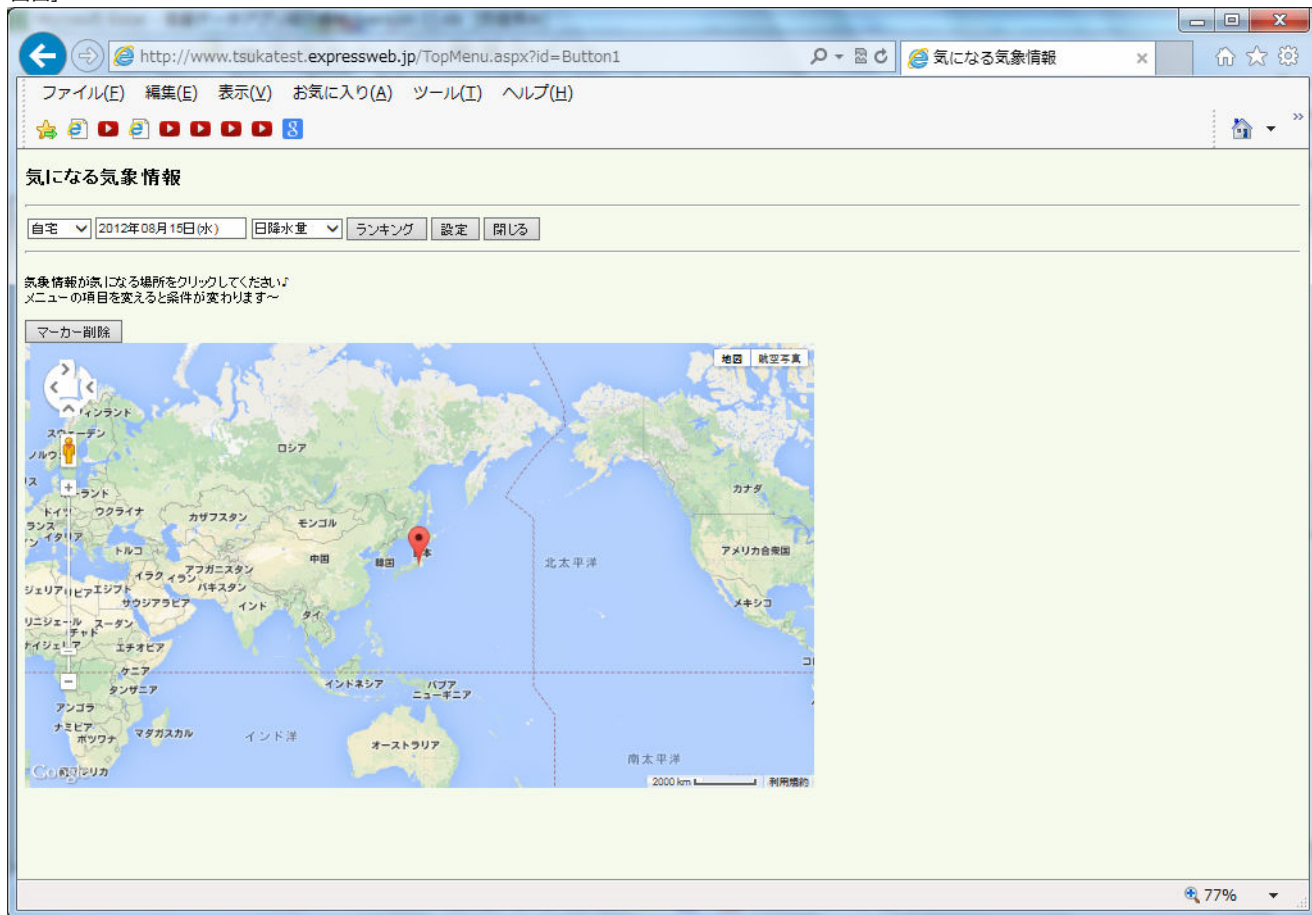 http://www.tsukatest.expressweb.jp/TopMenu.aspx?id=Button1
気になる気象情報
ファイル(F) 編集(E) 表示(V) お気に入り(A) ツール(T) ヘルプ(H)
気になる気象情報
自宅 2012年08月15日(水) 日降水量 ランキング 設定 閉じる
気象情報が気になる場所をクリックしてください♪
メニューの項目を変えると条件が変わります～
マーカー削除
地図 航空写真
ロシア
カナダ
ウクライナ
カザフスタン
モンゴル
イタリア
トルコ
中国
韓国
北太平洋
アメリカ合衆国
イラク
イラン
アフガニスタン
パキスタン
エジプト
サウジアラビア
インド
タイ
メキシコ
スーダン
チャド
エチオピア
ケニア
タンザニア
インドネシア
パプア
ニューギニア
アンゴラ
ナミビア
ボツワナ
マダガスカル
インド洋
オーストラリア
南太平洋
2000 km 利用規約
77%